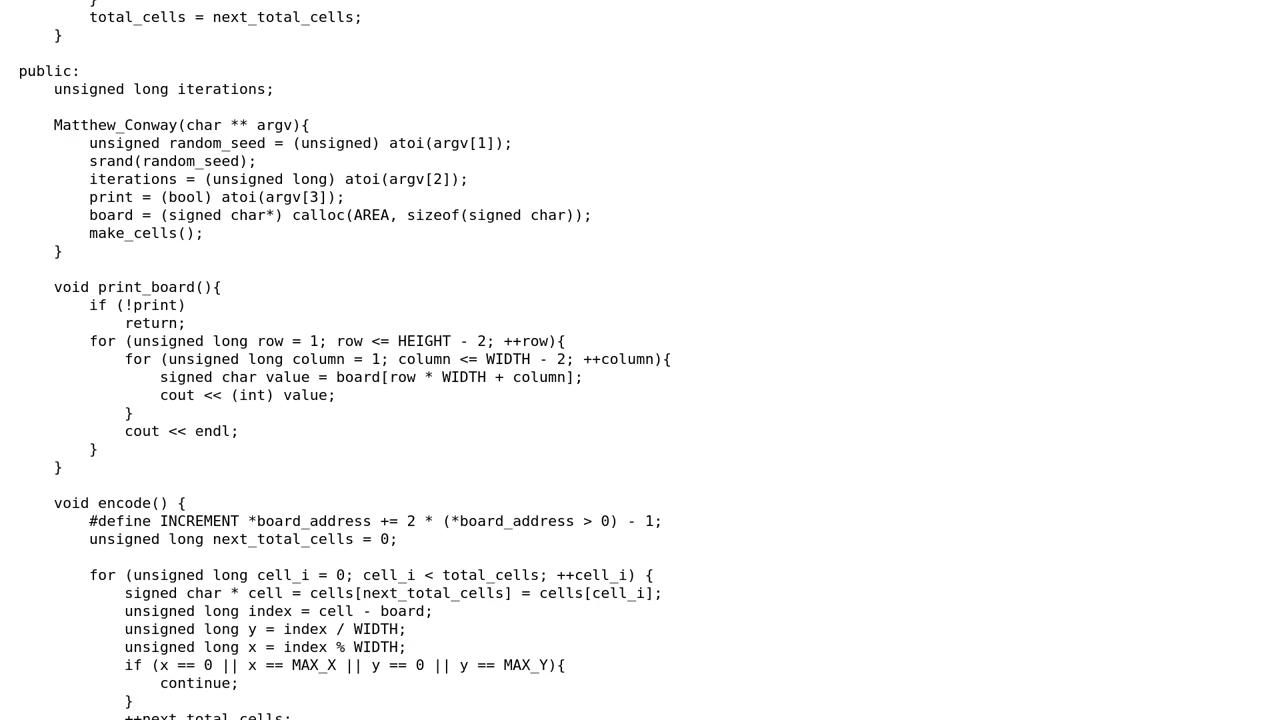 }
        total_cells = next_total_cells;
    }

public:
    unsigned long iterations;

    Matthew_Conway(char ** argv){
        unsigned random_seed = (unsigned) atoi(argv[1]);
        srand(random_seed);
        iterations = (unsigned long) atoi(argv[2]);
        print = (bool) atoi(argv[3]);
        board = (signed char*) calloc(AREA, sizeof(signed char));
        make_cells();
    }

    void print_board(){
        if (!print)
            return;
        for (unsigned long row = 1; row <= HEIGHT - 2; ++row){
            for (unsigned long column = 1; column <= WIDTH - 2; ++column){
                signed char value = board[row * WIDTH + column];
                cout << (int) value;
            }
            cout << endl;
        }
    }

    void encode() {
        #define INCREMENT *board_address += 2 * (*board_address > 0) - 1;
        unsigned long next_total_cells = 0;

        for (unsigned long cell_i = 0; cell_i < total_cells; ++cell_i) {
            signed char * cell = cells[next_total_cells] = cells[cell_i];
            unsigned long index = cell - board;
            unsigned long y = index / WIDTH;
            unsigned long x = index % WIDTH;
            if (x == 0 || x == MAX_X || y == 0 || y == MAX_Y){
                continue;
            }
            ++next_total_cells;